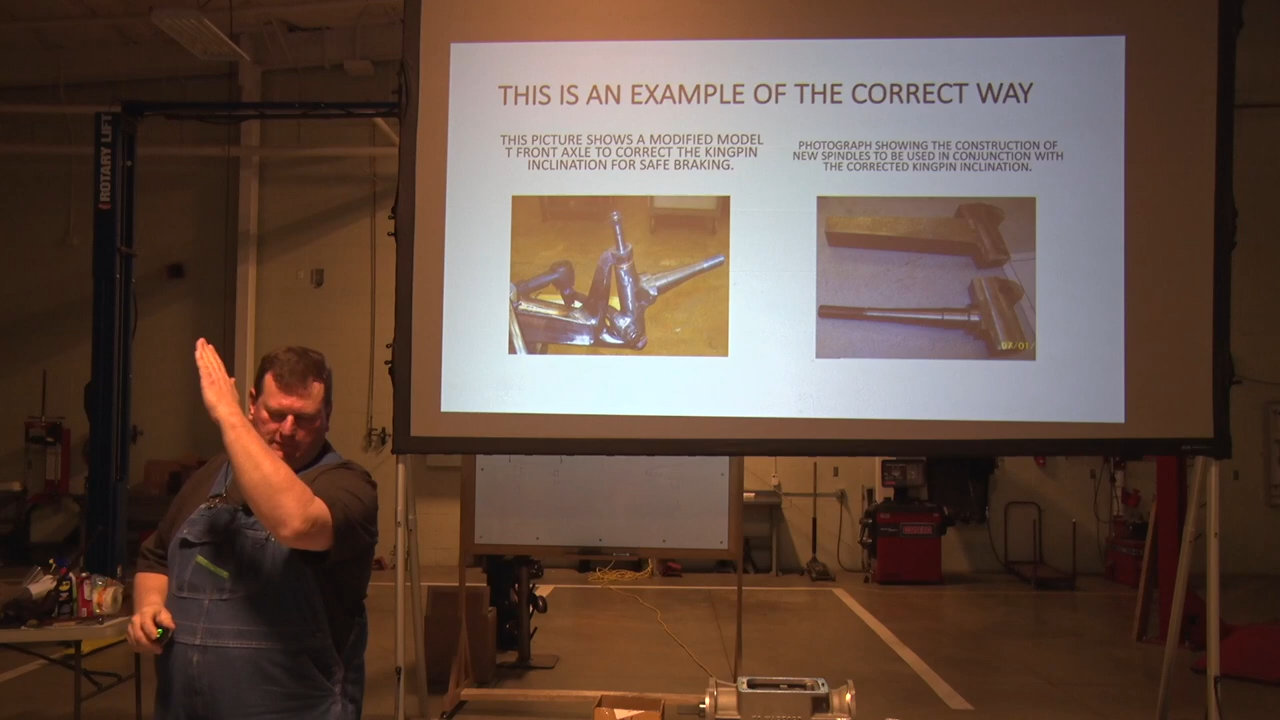 THIS IS AN EXAMPLE OF THE CORRECT WAY
THIS PICTURE SHOWS A MODIFIED MODEL
T FRONT AXLE TO CORRECT THE KINGPIN
INCLINATION FOR SAFE BRAKING.
PHOTOGRAPH SHOWING THE CONSTRUCTION OF
NEW SPINDLES TO BE USED IN CONJUNCTION WITH
THE CORRECTED KINGPIN INCLINATION.
07/01/
ROTARY LIFT